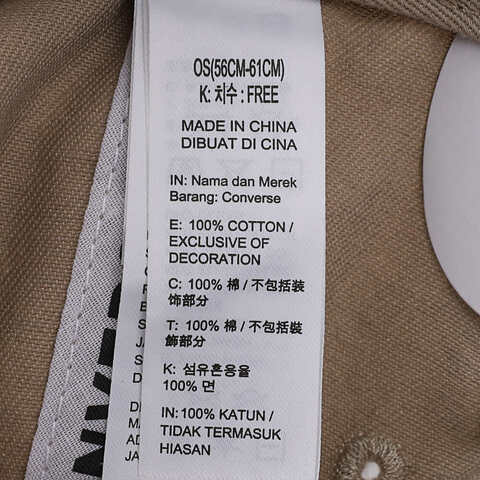 OS(56CM-61CM)
K: 치수 : FREE
MADE IN CHINA
DIBUAT DI CINA
IN: Nama dan Merek
Barang: Converse
E: 100% COTTON /
EXCLUSIVE OF
DECORATION
C: 100% 棉 / 不包括装
饰部分
T: 100% 棉 / 不包括裝
飾部分
K: 섬유혼용율
100% 면
IN: 100% KATUN /
TIDAK TERMASUK
HIASAN